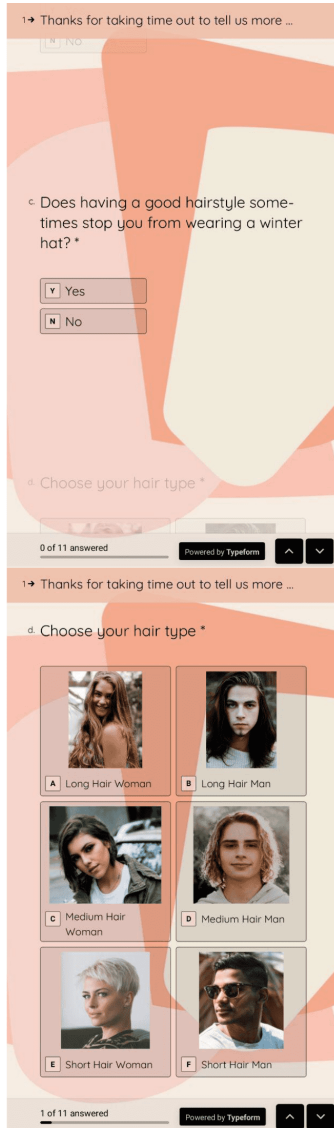 1→ Thanks for taking time out to tell us more ...
N No
c. Does having a good hairstyle some-
times stop you from wearing a winter
hat? *
Y Yes
N No
d. Choose your hair type *
0 of 11 answered
Powered by Typeform
1→ Thanks for taking time out to tell us more ...
d. Choose your hair type *
A Long Hair Woman
B Long Hair Man
C Medium Hair
Woman
D Medium Hair Man
E Short Hair Woman
F Short Hair Man
1 of 11 answered
Powered by Typeform